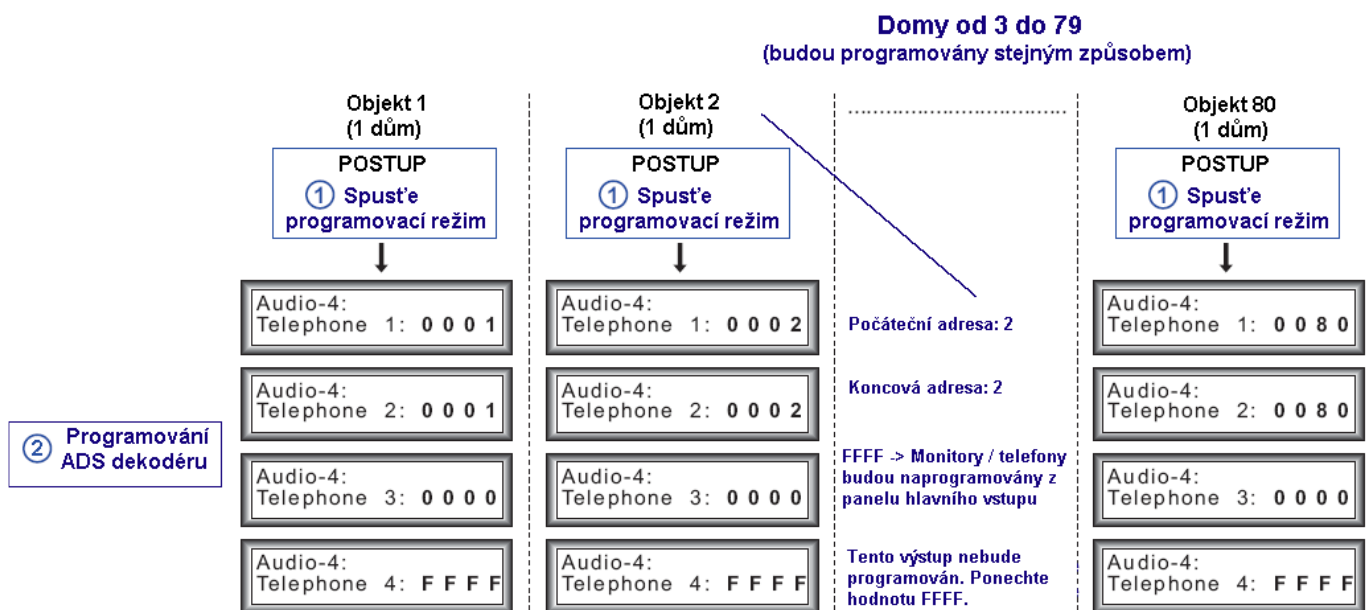 Domy od 3 do 79
(budou programovány stejným způsobem)
Objekt 1
(1 dům)
POSTUP
1 Spusťe
programovací režim
Objekt 2
(1 dům)
POSTUP
1 Spusťe
programovací režim
.................................
Objekt 80
(1 dům)
POSTUP
1 Spusťe
programovací režim
2 Programování
ADS dekodéru
Audio-4:
Telephone 1: 0 0 0 1
Audio-4:
Telephone 1: 0 0 0 2
Počáteční adresa: 2
Audio-4:
Telephone 1: 0 0 8 0
Audio-4:
Telephone 2: 0 0 0 1
Audio-4:
Telephone 2: 0 0 0 2
Koncová adresa: 2
Audio-4:
Telephone 2: 0 0 8 0
Audio-4:
Telephone 3: 0 0 0 0
Audio-4:
Telephone 3: 0 0 0 0
FFFF -> Monitory / telefony
budou naprogramovány z
panelu hlavního vstupu
Audio-4:
Telephone 3: 0 0 0 0
Audio-4:
Telephone 4: F F F F
Audio-4:
Telephone 4: F F F F
Tento výstup nebude
programován. Ponechte
hodnotu FFFF.
Audio-4:
Telephone 4: F F F F